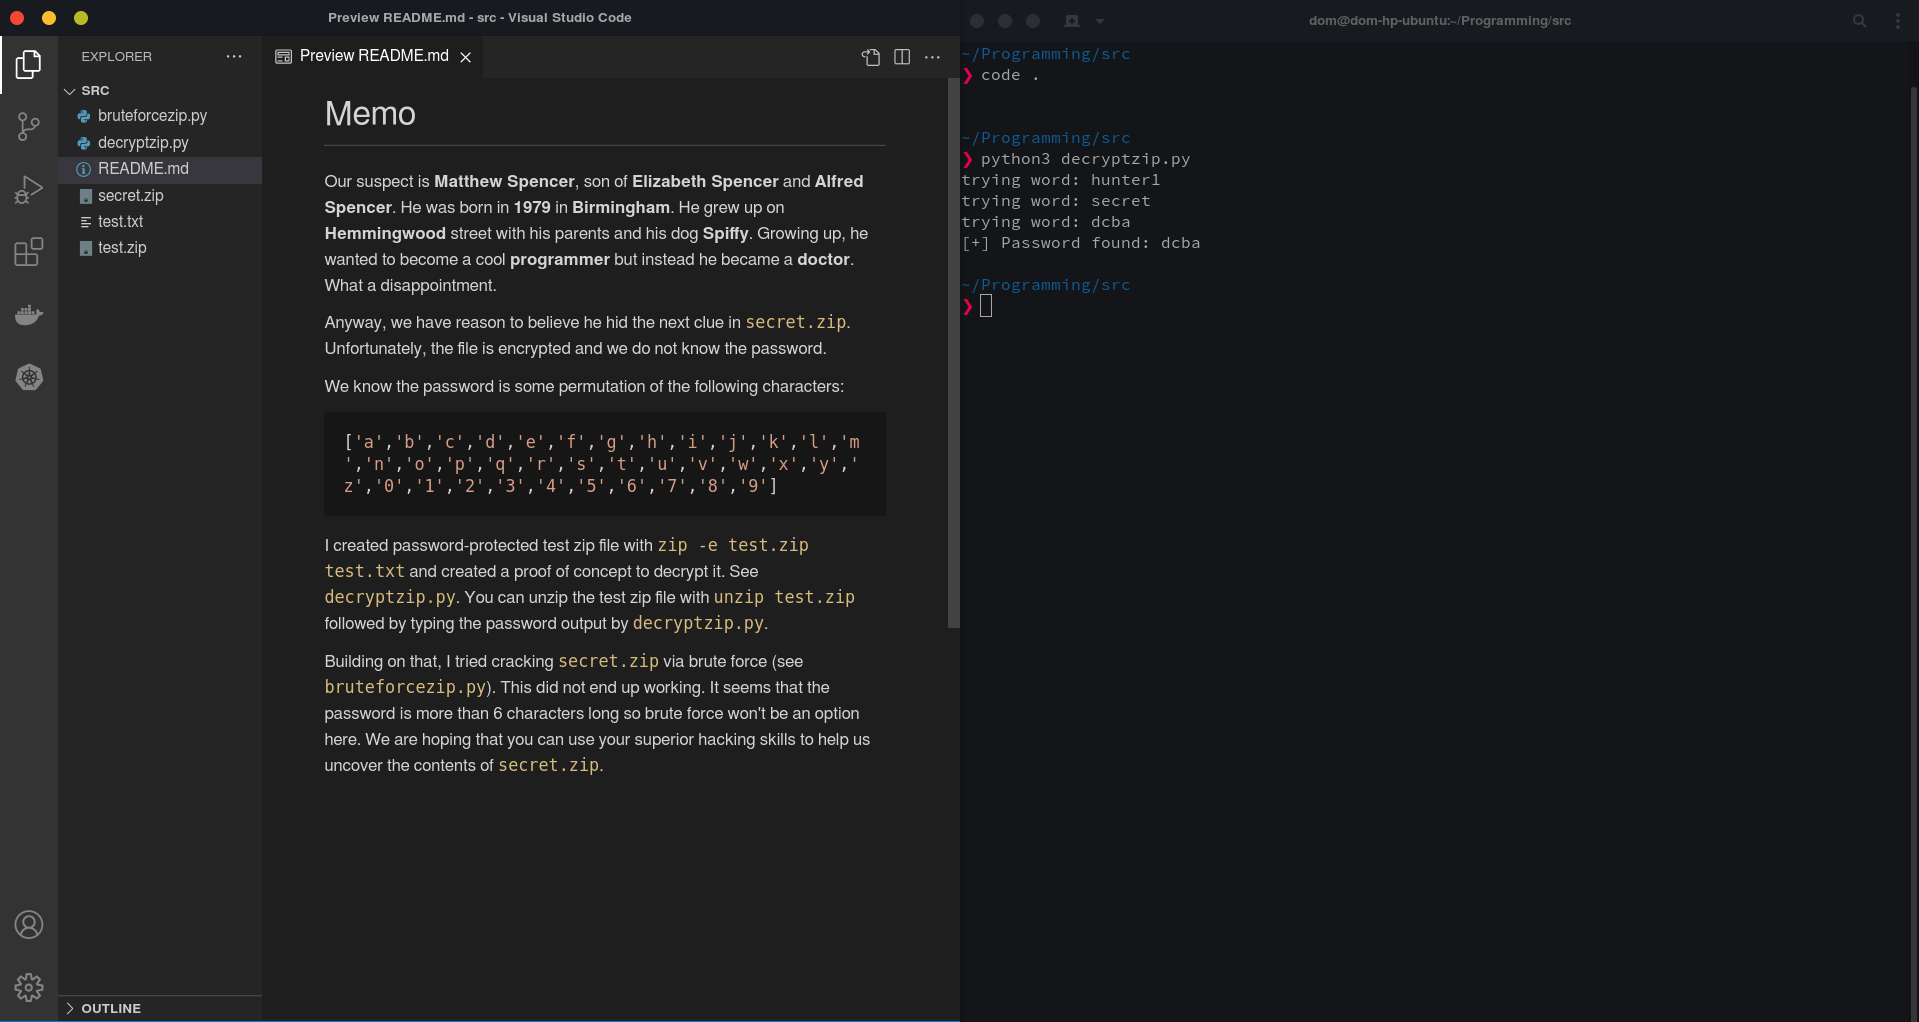 Preview README.md - src - Visual Studio Code
EXPLORER
SRC
bruteforcezip.py
decryptzip.py
README.md
secret.zip
test.txt
test.zip
OUTLINE
Preview README.md
Memo
Our suspect is Matthew Spencer, son of Elizabeth Spencer and Alfred
Spencer. He was born in 1979 in Birmingham. He grew up on
Hemmingwood street with his parents and his dog Spiffy. Growing up, he
wanted to become a cool programmer but instead he became a doctor.
What a disappointment.
Anyway, we have reason to believe he hid the next clue in secret.zip.
Unfortunately, the file is encrypted and we do not know the password.
We know the password is some permutation of the following characters:
['a','b','c','d','e','f','g','h','i','j','k','l','m
','n','o','p','q','r','s','t','u','v','w','x','y','
z','0','1','2','3','4','5','6','7','8','9']
I created password-protected test zip file with zip -e test.zip
test.txt and created a proof of concept to decrypt it. See
decryptzip.py. You can unzip the test zip file with unzip test.zip
followed by typing the password output by decryptzip.py.
Building on that, I tried cracking secret.zip via brute force (see
bruteforcezip.py). This did not end up working. It seems that the
password is more than 6 characters long so brute force won't be an option
here. We are hoping that you can use your superior hacking skills to help us
uncover the contents of secret.zip.
dom@dom-hp-ubuntu:~/Programming/src
~/Programming/src
❯ code .
~/Programming/src
❯ python3 decryptzip.py
trying word: hunter1
trying word: secret
trying word: dcba
[+] Password found: dcba
~/Programming/src
❯